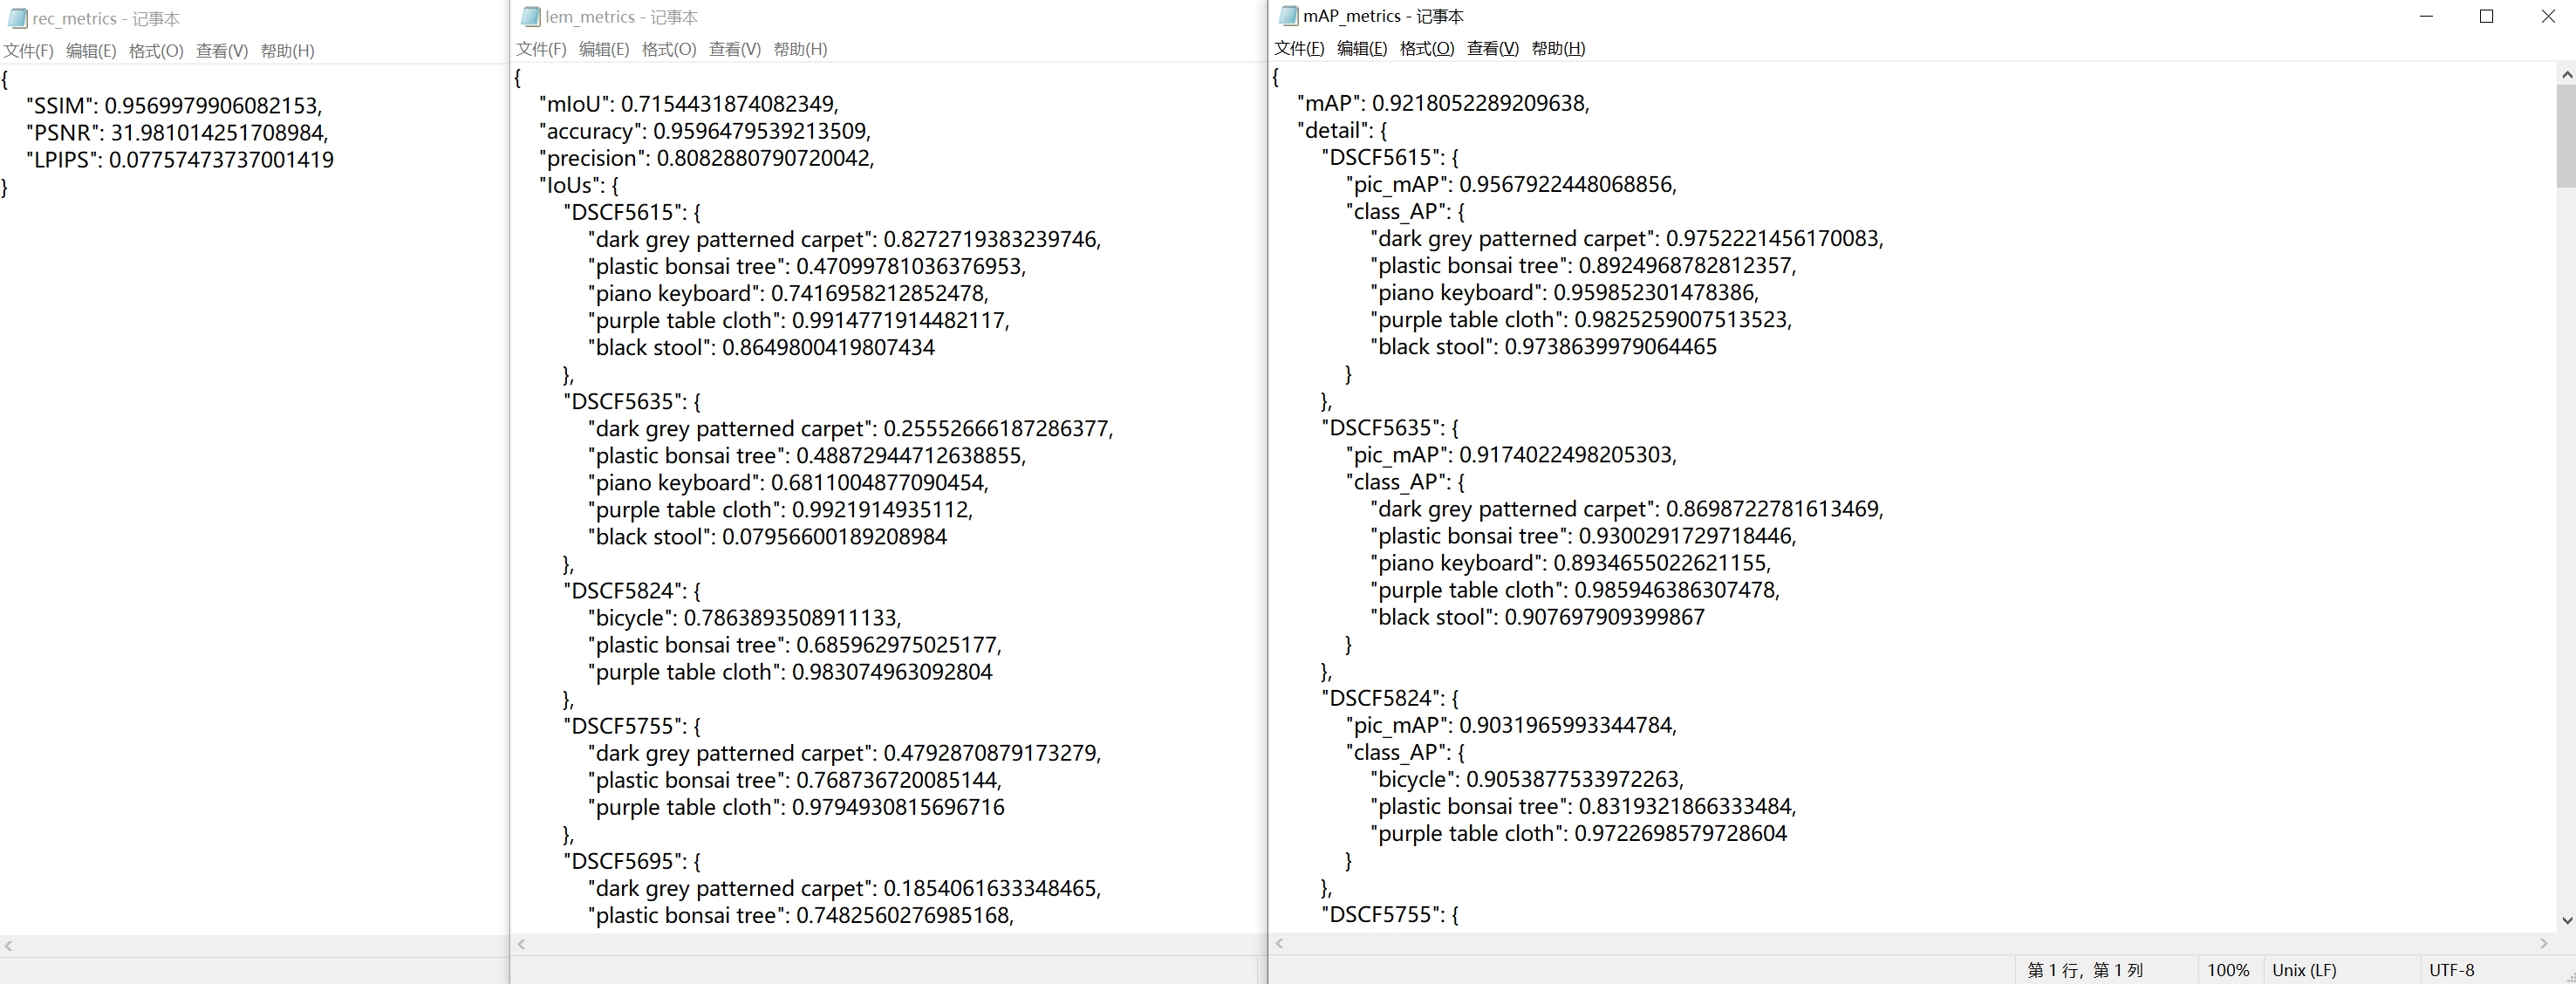 rec_metrics - 记事本
文件(F) 编辑(E) 格式(O) 查看(V) 帮助(H)
{
"SSIM": 0.9569979906082153,
"PSNR": 31.981014251708984,
"LPIPS": 0.07757473737001419
}
lem_metrics - 记事本
文件(F) 编辑(E) 格式(O) 查看(V) 帮助(H)
{
"mIoU": 0.7154431874082349,
"accuracy": 0.9596479539213509,
"precision": 0.8082880790720042,
"IoUs": {
"DSCF5615": {
"dark grey patterned carpet": 0.8272719383239746,
"plastic bonsai tree": 0.47099781036376953,
"piano keyboard": 0.7416958212852478,
"purple table cloth": 0.9914771914482117,
"black stool": 0.8649800419807434
},
"DSCF5635": {
"dark grey patterned carpet": 0.25552666187286377,
"plastic bonsai tree": 0.48872944712638855,
"piano keyboard": 0.6811004877090454,
"purple table cloth": 0.9921914935112,
"black stool": 0.07956600189208984
},
"DSCF5824": {
"bicycle": 0.7863893508911133,
"plastic bonsai tree": 0.685962975025177,
"purple table cloth": 0.983074963092804
},
"DSCF5755": {
"dark grey patterned carpet": 0.4792870879173279,
"plastic bonsai tree": 0.768736720085144,
"purple table cloth": 0.9794930815696716
},
"DSCF5695": {
"dark grey patterned carpet": 0.1854061633348465,
"plastic bonsai tree": 0.7482560276985168,
mAP_metrics - 记事本
文件(F) 编辑(E) 格式(O) 查看(V) 帮助(H)
{
"mAP": 0.9218052289209638,
"detail": {
"DSCF5615": {
"pic_mAP": 0.9567922448068856,
"class_AP": {
"dark grey patterned carpet": 0.9752221456170083,
"plastic bonsai tree": 0.8924968782812357,
"piano keyboard": 0.959852301478386,
"purple table cloth": 0.9825259007513523,
"black stool": 0.9738639979064465
}
},
"DSCF5635": {
"pic_mAP": 0.9174022498205303,
"class_AP": {
"dark grey patterned carpet": 0.8698722781613469,
"plastic bonsai tree": 0.9300291729718446,
"piano keyboard": 0.8934655022621155,
"purple table cloth": 0.985946386307478,
"black stool": 0.907697909399867
}
},
"DSCF5824": {
"pic_mAP": 0.9031965993344784,
"class_AP": {
"bicycle": 0.9053877533972263,
"plastic bonsai tree": 0.8319321866333484,
"purple table cloth": 0.9722698579728604
}
},
"DSCF5755": {
第 1 行，第 1 列 100% Unix (LF) UTF-8